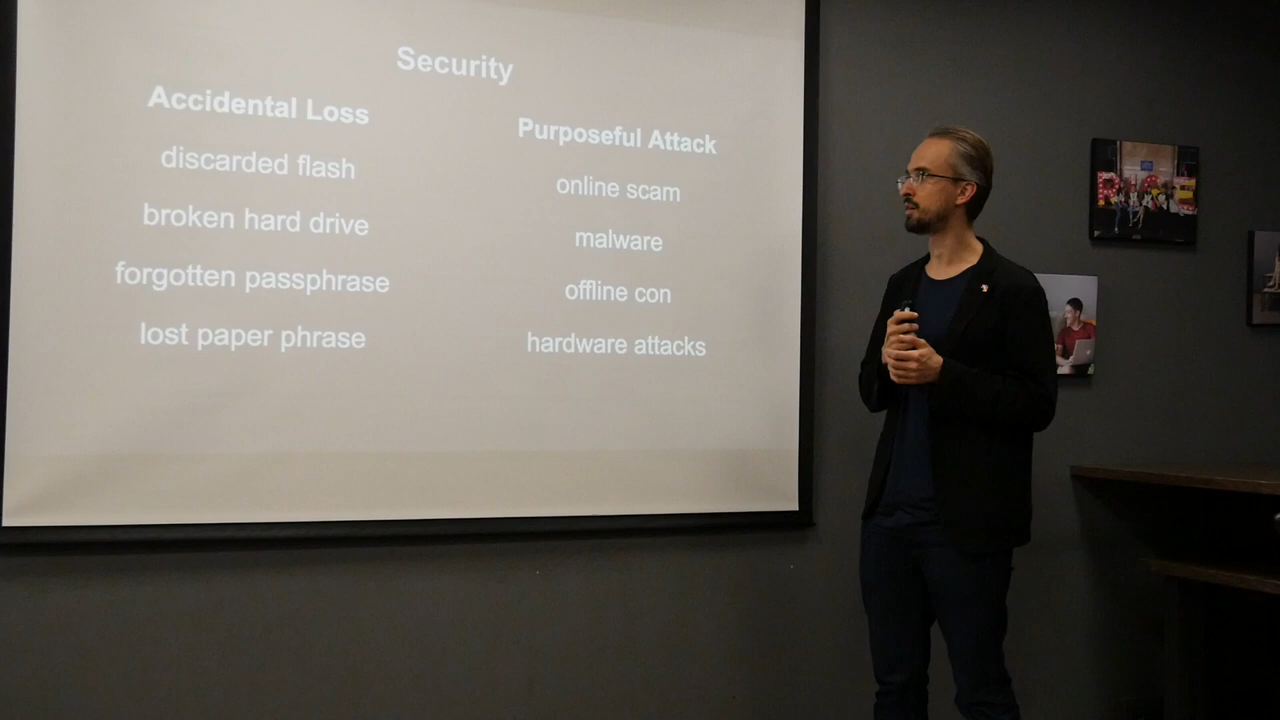 Security
Accidental Loss
discarded flash
broken hard drive
forgotten passphrase
lost paper phrase
Purposeful Attack
online scam
malware
offline con
hardware attacks